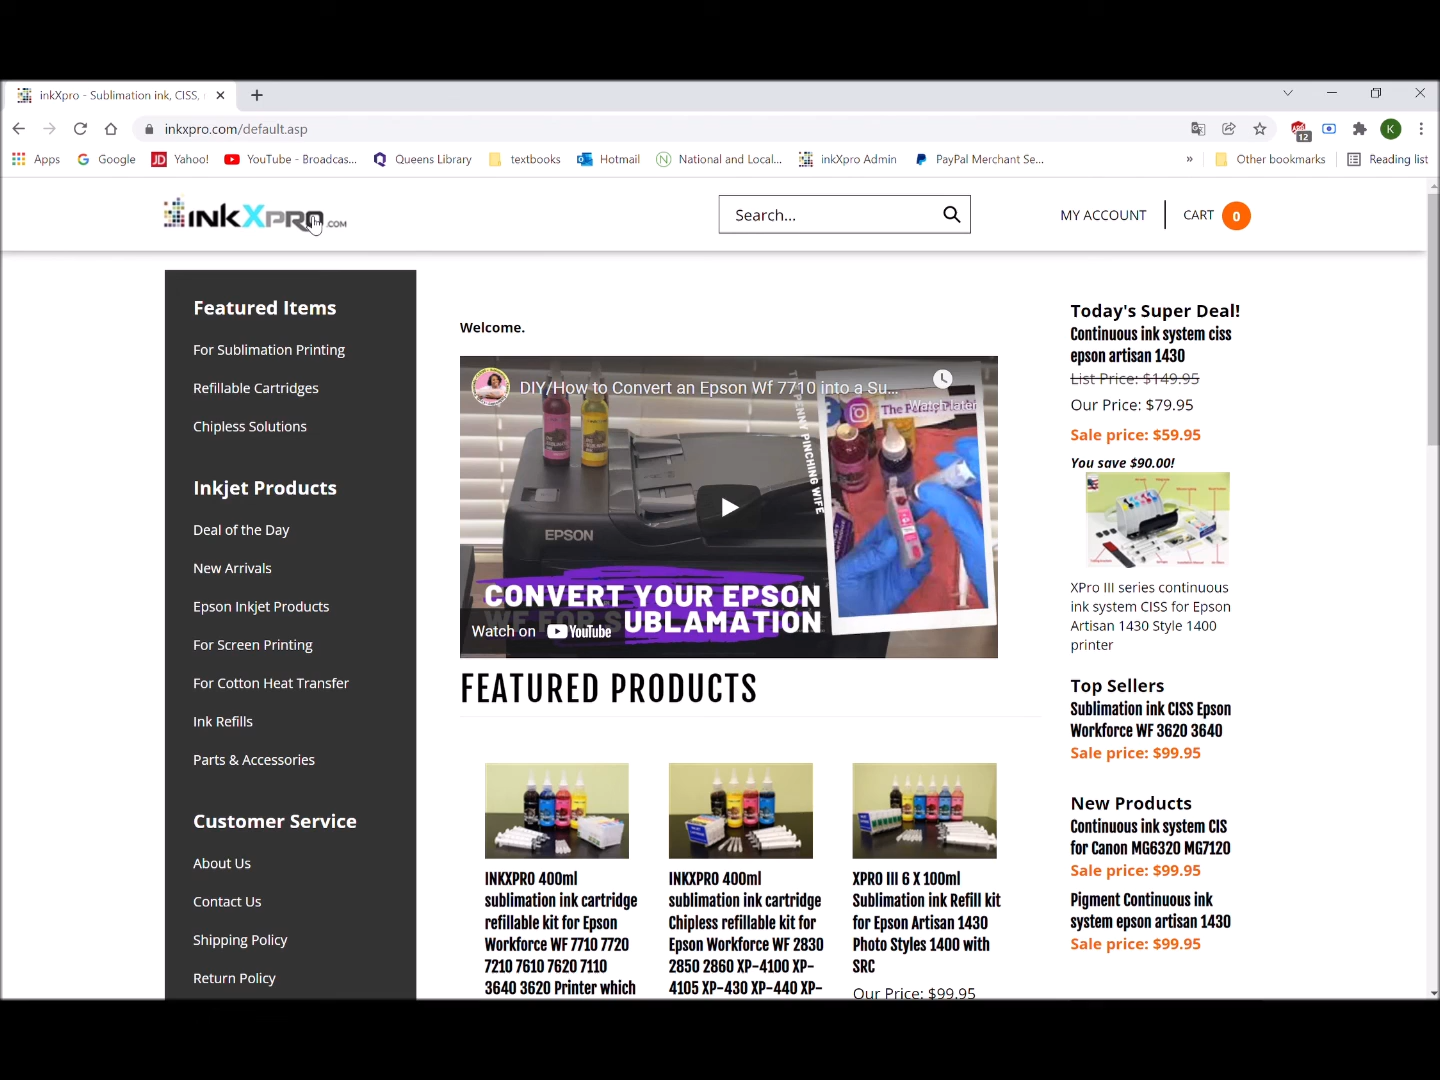 inkXpro - Sublimation ink, CISS,
inkxpro.com/default.asp
12
K
Apps
Google
JD Yahoo!
YouTube - Broadcas...
Queens Library
textbooks
Hotmail
N National and Local...
inkXpro Admin
PayPal Merchant Se...
»
Other bookmarks
Reading list
INKXPRO.COM
Search...
MY ACCOUNT
CART 0
Featured Items
For Sublimation Printing
Refillable Cartridges
Chipless Solutions
Inkjet Products
Deal of the Day
New Arrivals
Epson Inkjet Products
For Screen Printing
For Cotton Heat Transfer
Ink Refills
Parts & Accessories
Customer Service
About Us
Contact Us
Shipping Policy
Return Policy
Welcome.
DIY/How to Convert an Epson Wf 7710 into a Su...
Watch later
PENNY PINCHING WIFE
EPSON
CONVERT YOUR EPSON
WF FOR SUBLAMATION
Watch on YouTube
FEATURED PRODUCTS
INKXPRO 400ml
sublimation ink cartridge
refillable kit for Epson
Workforce WF 7710 7720
7210 7610 7620 7110
3640 3620 Printer which
INKXPRO 400ml
sublimation ink cartridge
Chipless refillable kit for
Epson Workforce WF 2830
2850 2860 XP-4100 XP-
4105 XP-430 XP-440 XP-
XPRO III 6 X 100ml
Sublimation ink Refill kit
for Epson Artisan 1430
Photo Styles 1400 with
SRC
Our Price: $99.95
Today's Super Deal!
Continuous ink system ciss
epson artisan 1430
List Price: $149.95
Our Price: $79.95
Sale price: $59.95
You save $90.00!
XPro III series continuous
ink system CISS for Epson
Artisan 1430 Style 1400
printer
Top Sellers
Sublimation ink CISS Epson
Workforce WF 3620 3640
Sale price: $99.95
New Products
Continuous ink system CIS
for Canon MG6320 MG7120
Sale price: $99.95
Pigment Continuous ink
system epson artisan 1430
Sale price: $99.95